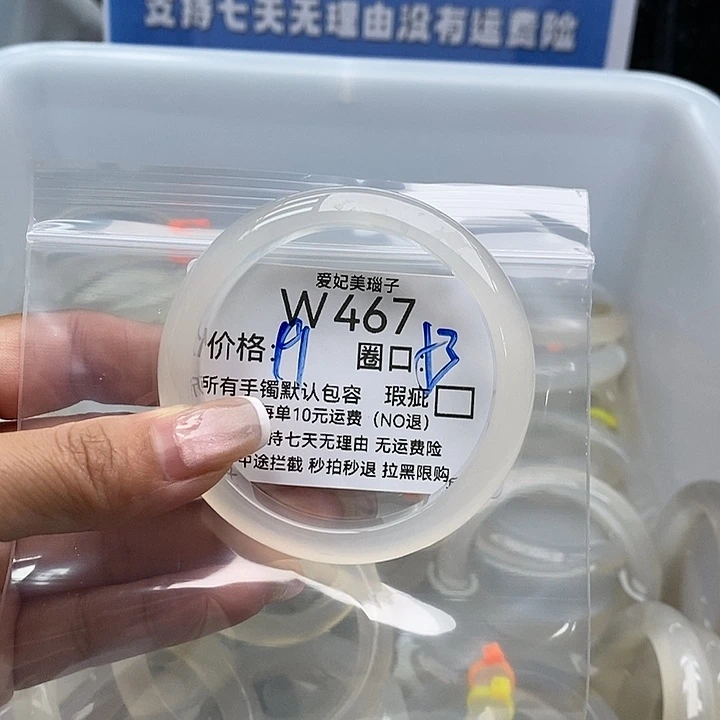 支持七天无理由没有运费险
爱妃美瑙子
W 467
价格: 圈口:
所有手镯默认包容 瑕疵
每单10元运费（NO退）
持七天无理由 无运费险
中途拦截 秒拍秒退 拉黑限购